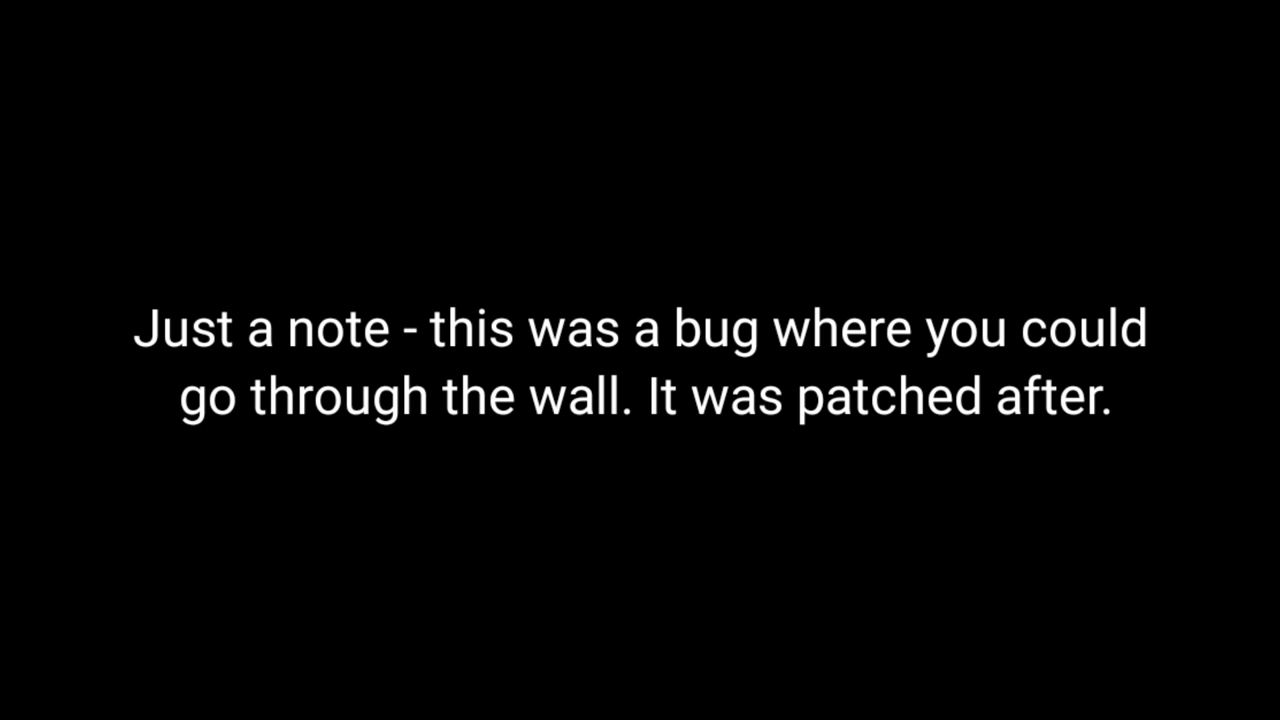 Just a note - this was a bug where you could
go through the wall. It was patched after.